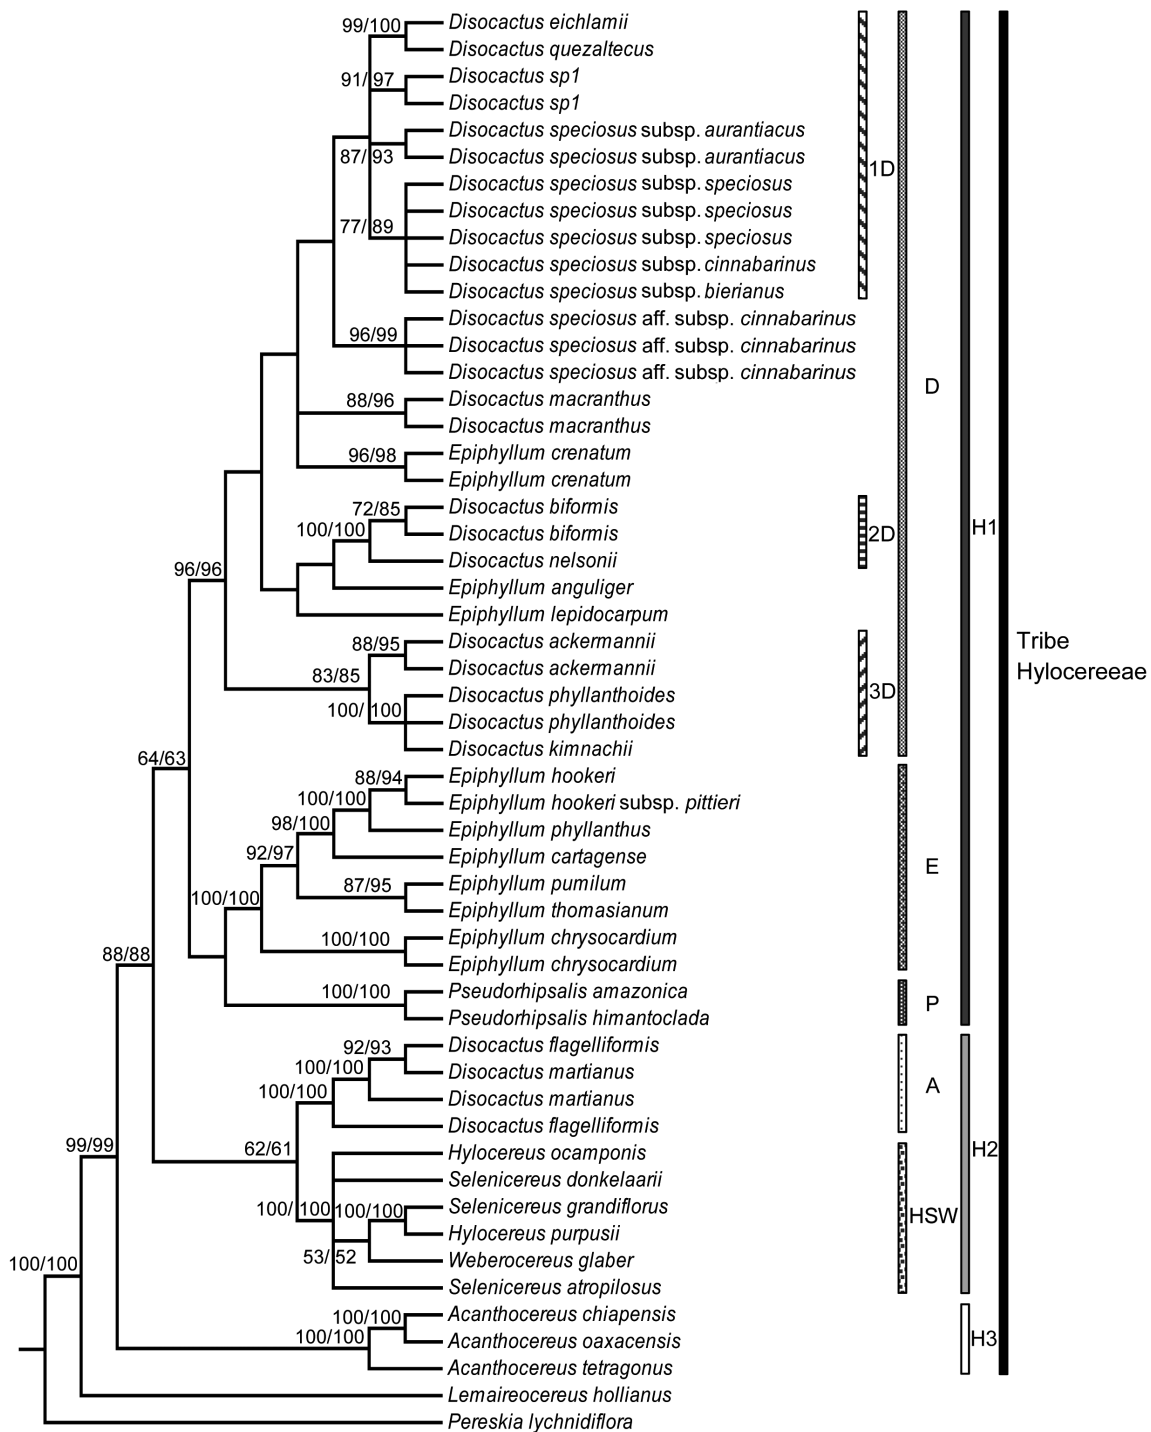 99/100
Disocactus eichlamii
Disocactus quezaltecus
91/97
Disocactus sp1
Disocactus sp1
Disocactus speciosus subsp. aurantiacus
87/93
Disocactus speciosus subsp. aurantiacus
1D
Disocactus speciosus subsp. speciosus
Disocactus speciosus subsp. speciosus
77/89
Disocactus speciosus subsp. speciosus
Disocactus speciosus subsp. cinnabarinus
Disocactus speciosus subsp. bierianus
Disocactus speciosus aff. subsp. cinnabarinus
96/99
Disocactus speciosus aff. subsp. cinnabarinus
Disocactus speciosus aff. subsp. cinnabarinus
D
88/96
Disocactus macranthus
Disocactus macranthus
96/98
Epiphyllum crenatum
Epiphyllum crenatum
72/85
Disocactus biformis
100/100
Disocactus biformis
2D
H1
Disocactus nelsonii
96/96
Epiphyllum anguliger
Epiphyllum lepidocarpum
88/95
Disocactus ackermannii
Tribe
Hylocereeae
83/85
Disocactus ackermannii
3D
Disocactus phyllanthoides
100/100
Disocactus phyllanthoides
Disocactus kimnachii
64/63
88/94
Epiphyllum hookeri
100/100
Epiphyllum hookeri subsp. pittieri
98/100
Epiphyllum phyllanthus
92/97
Epiphyllum cartagense
E
87/95
Epiphyllum pumilum
100/100
Epiphyllum thomasianum
88/88
100/100
Epiphyllum chrysocardium
Epiphyllum chrysocardium
100/100
Pseudorhipsalis amazonica
P
Pseudorhipsalis himantoclada
92/93
Disocactus flagelliformis
100/100
Disocactus martianus
A
100/100
Disocactus martianus
Disocactus flagelliformis
99/99
62/61
Hylocereus ocamponis
H2
Selenicereus donkelaarii
100/100
100/100
Selenicereus grandiflorus
HSW
Hylocereus purpusii
53/52
Weberocereus glaber
100/100
Selenicereus atropilosus
100/100
Acanthocereus chiapensis
100/100
Acanthocereus oaxacensis
H3
Acanthocereus tetragonus
Lemaireocereus hollianus
Pereskia lychnidiflora